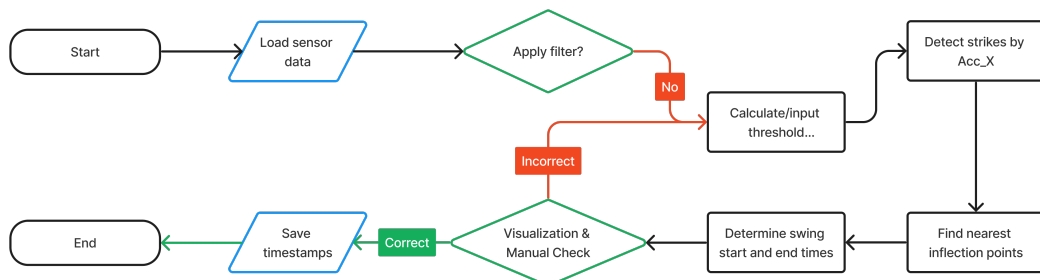 Start
Load sensor
data
Apply filter?
No
Calculate/input
threshold...
Detect strikes by
Acc_X
Incorrect
End
Save
timestamps
Correct
Visualization &
Manual Check
Determine swing
start and end times
Find nearest
inflection points